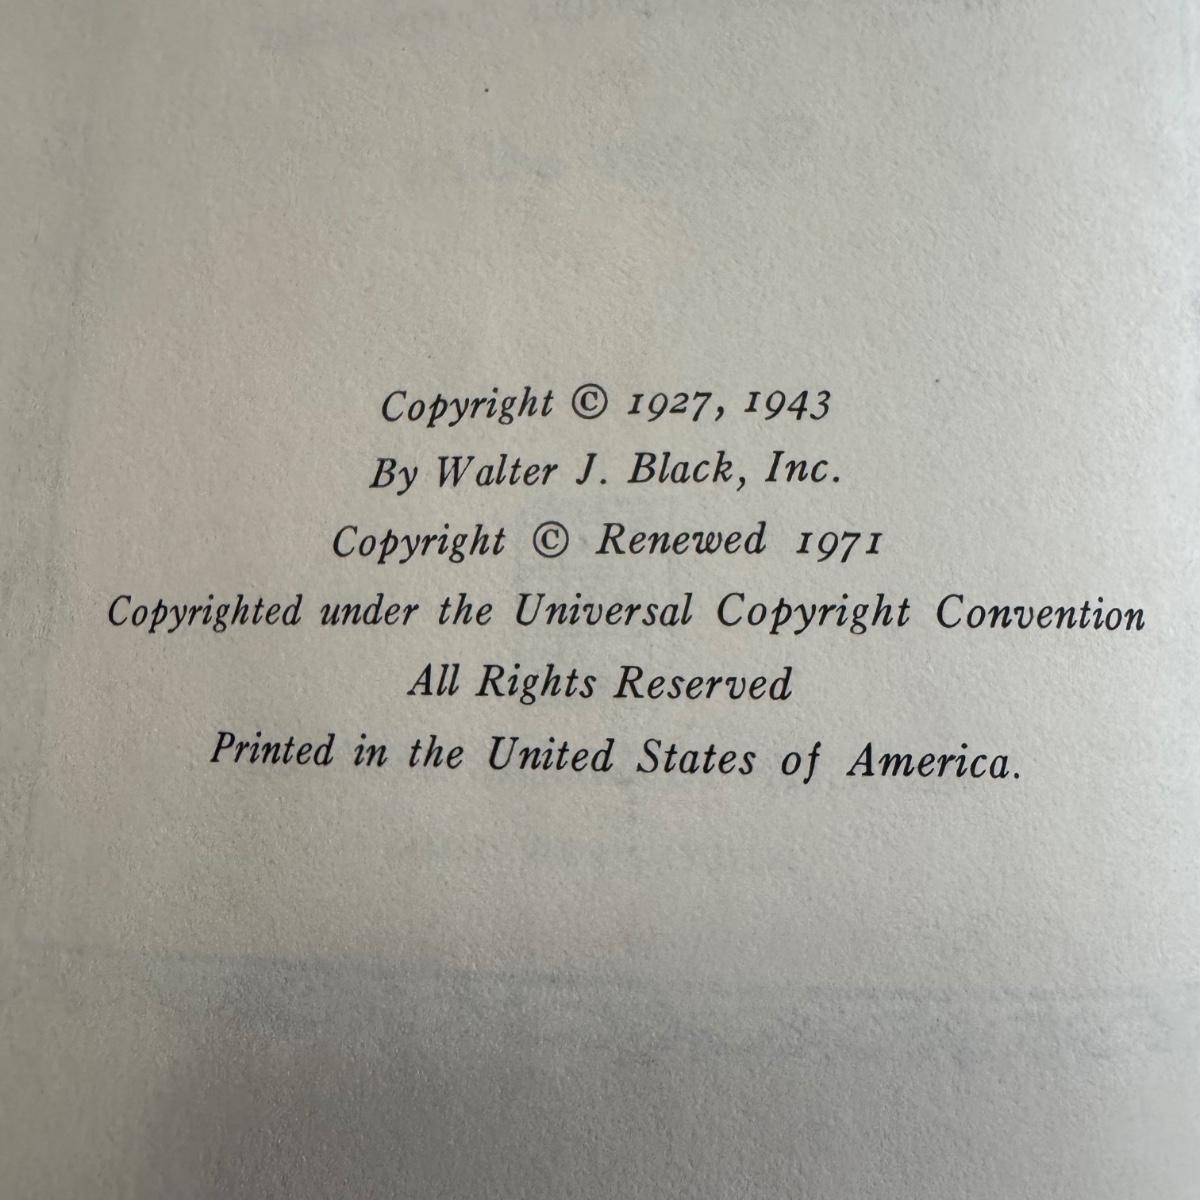 Copyright © 1927, 1943
By Walter J. Black, Inc.
Copyright © Renewed 1971
Copyrighted under the Universal Copyright Convention
All Rights Reserved
Printed in the United States of America.